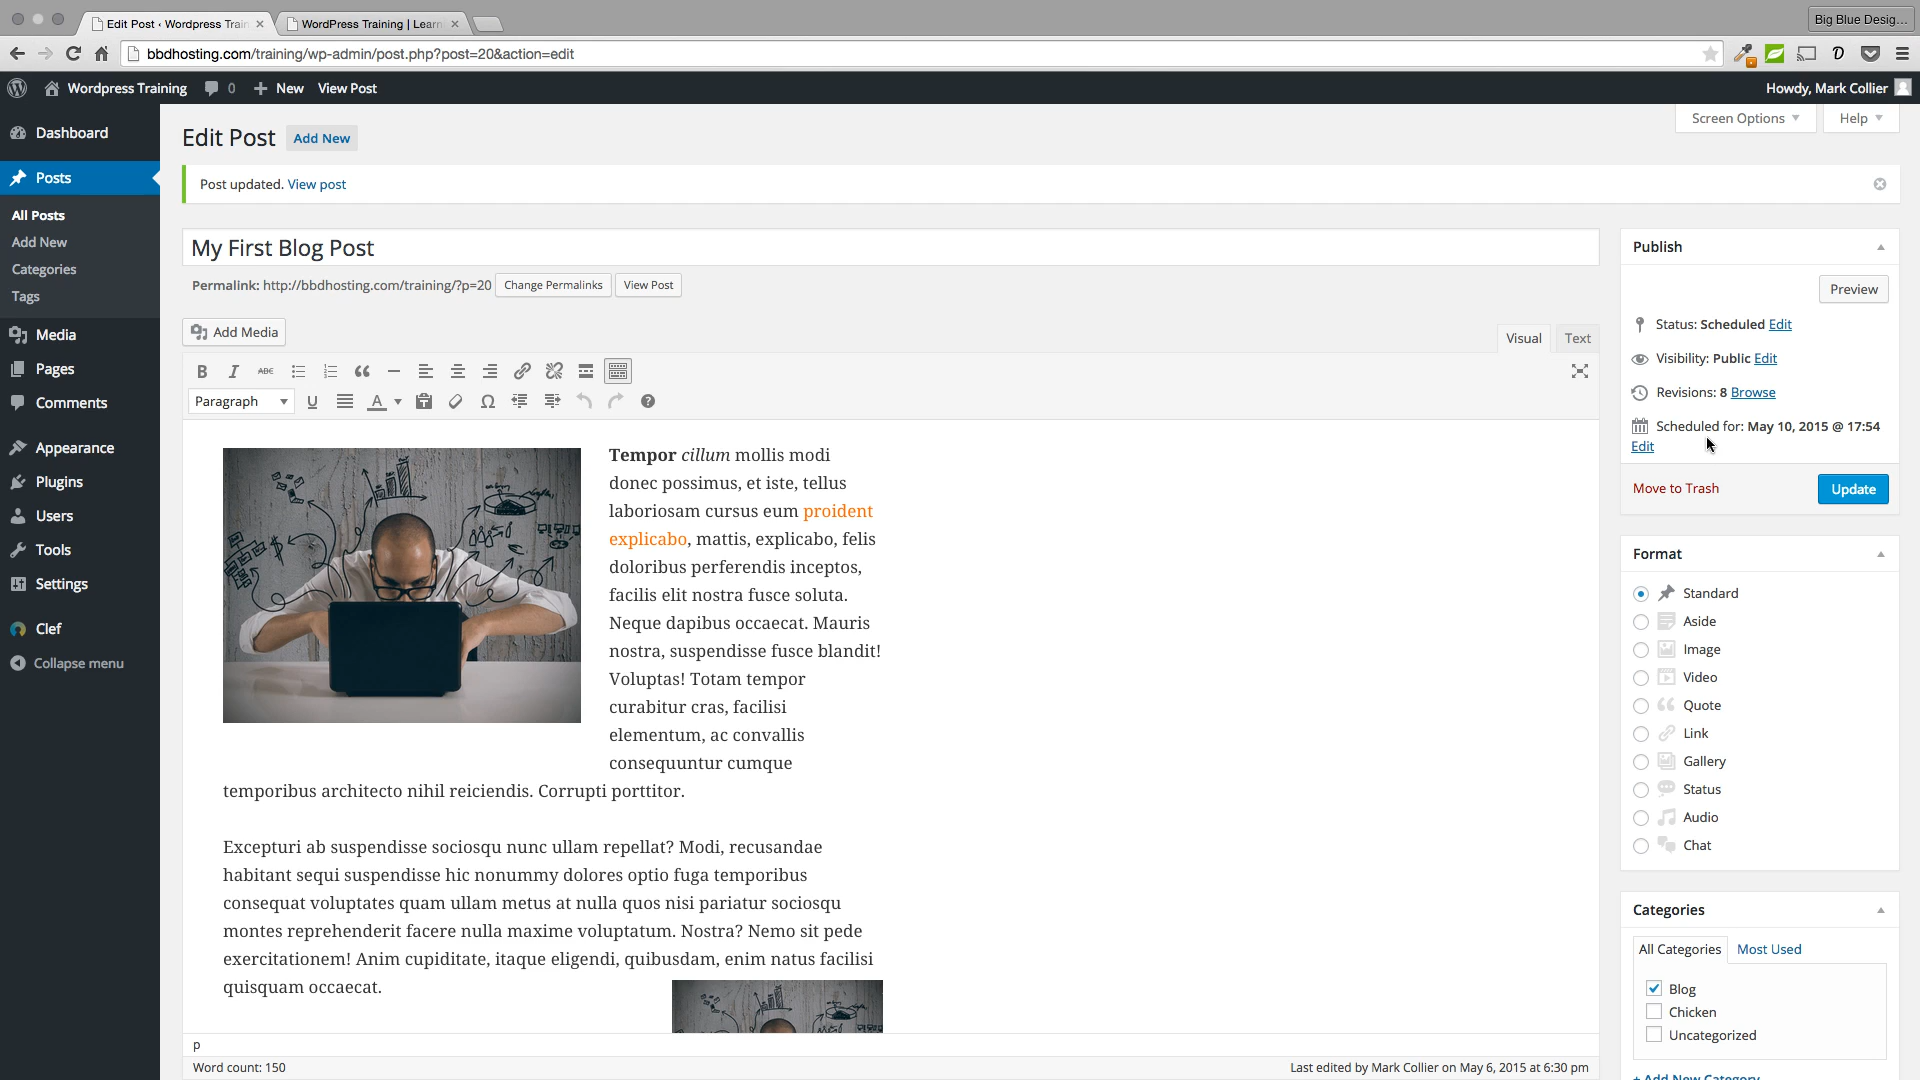 Edit Post ‹ Wordpress Train
WordPress Training | Learn
Big Blue Desig...
bbdhosting.com/training/wp-admin/post.php?post=20&action=edit
Wordpress Training
0
New
View Post
Howdy, Mark Collier
Dashboard
Posts
All Posts
Add New
Categories
Tags
Media
Pages
Comments
Appearance
Plugins
Users
Tools
Settings
Clef
Collapse menu
Screen Options
Help
Edit Post
Add New
Post updated. View post
My First Blog Post
Permalink: http://bbdhosting.com/training/?p=20
Change Permalinks
View Post
Add Media
Visual
Text
B I ABC
Paragraph
U
A
Ω
Tempor cillum mollis modi
donec possimus, et iste, tellus
laboriosam cursus eum proident
explicabo, mattis, explicabo, felis
doloribus perferendis inceptos,
facilis elit nostra fusce soluta.
Neque dapibus occaecat. Mauris
nostra, suspendisse fusce blandit!
Voluptas! Totam tempor
curabitur cras, facilisi
elementum, ac convallis
consequuntur cumque
temporibus architecto nihil reiciendis. Corrupti porttitor.
Excepturi ab suspendisse sociosqu nunc ullam repellat? Modi, recusandae
habitant sequi suspendisse hic nonummy dolores optio fuga temporibus
consequat voluptates quam ullam metus at nulla quos nisi pariatur sociosqu
montes reprehenderit facere nulla maxime voluptatum. Nostra? Nemo sit pede
exercitationem! Anim cupiditate, itaque eligendi, quibusdam, enim natus facilisi
quisquam occaecat.
p
Word count: 150
Last edited by Mark Collier on May 6, 2015 at 6:30 pm
Publish
Preview
Status: Scheduled Edit
Visibility: Public Edit
Revisions: 8 Browse
Scheduled for: May 10, 2015 @ 17:54
Edit
Move to Trash
Update
Format
Standard
Aside
Image
Video
Quote
Link
Gallery
Status
Audio
Chat
Categories
All Categories
Most Used
Blog
Chicken
Uncategorized
+ Add New Category